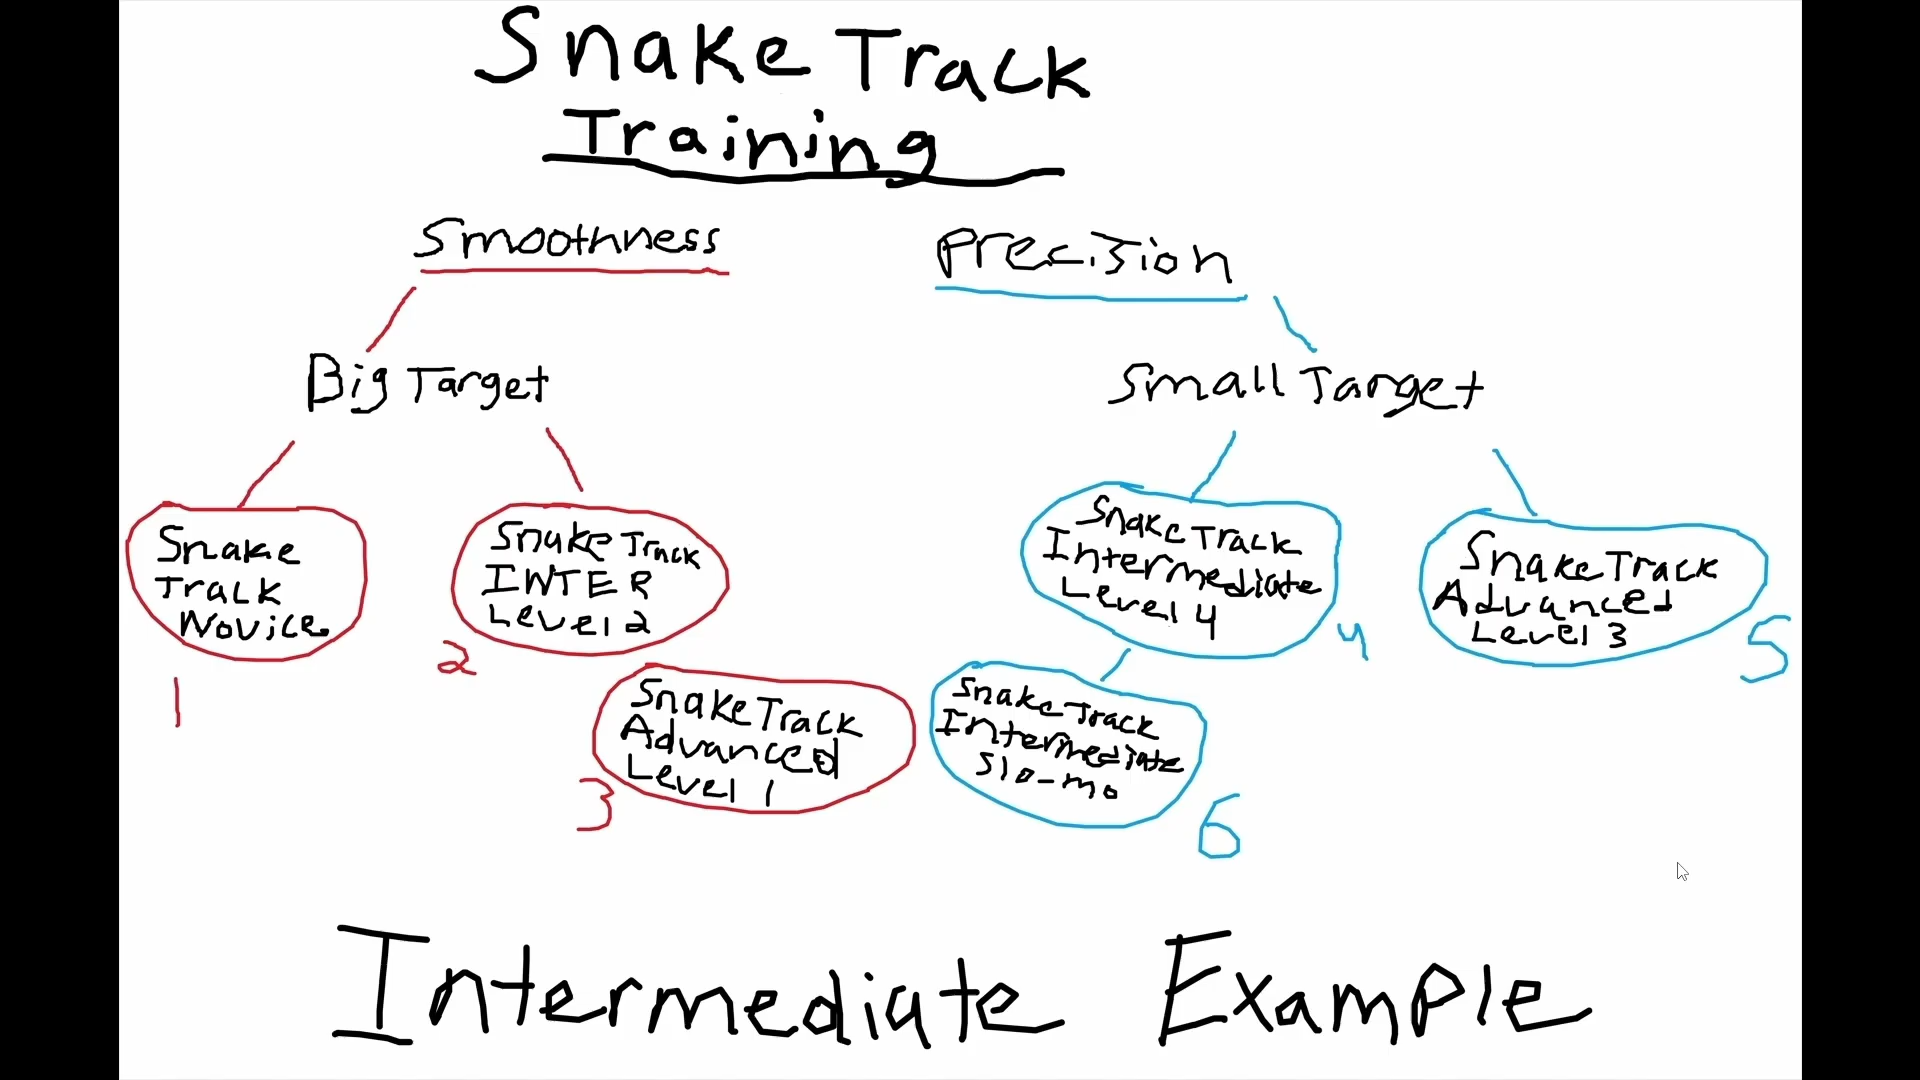 Snake Track
Training
Smoothness
Precision
Big Target
Small Target
Snake
Track
Novice
1
Snake Track
INTER
Level 2
2
Snake Track
Advanced
Level 1
3
Snake Track
Intermediate
Level 4
4
Snake Track
Advanced
Level 3
5
Snake Track
Intermediate
Slo-mo
6
Intermediate Example